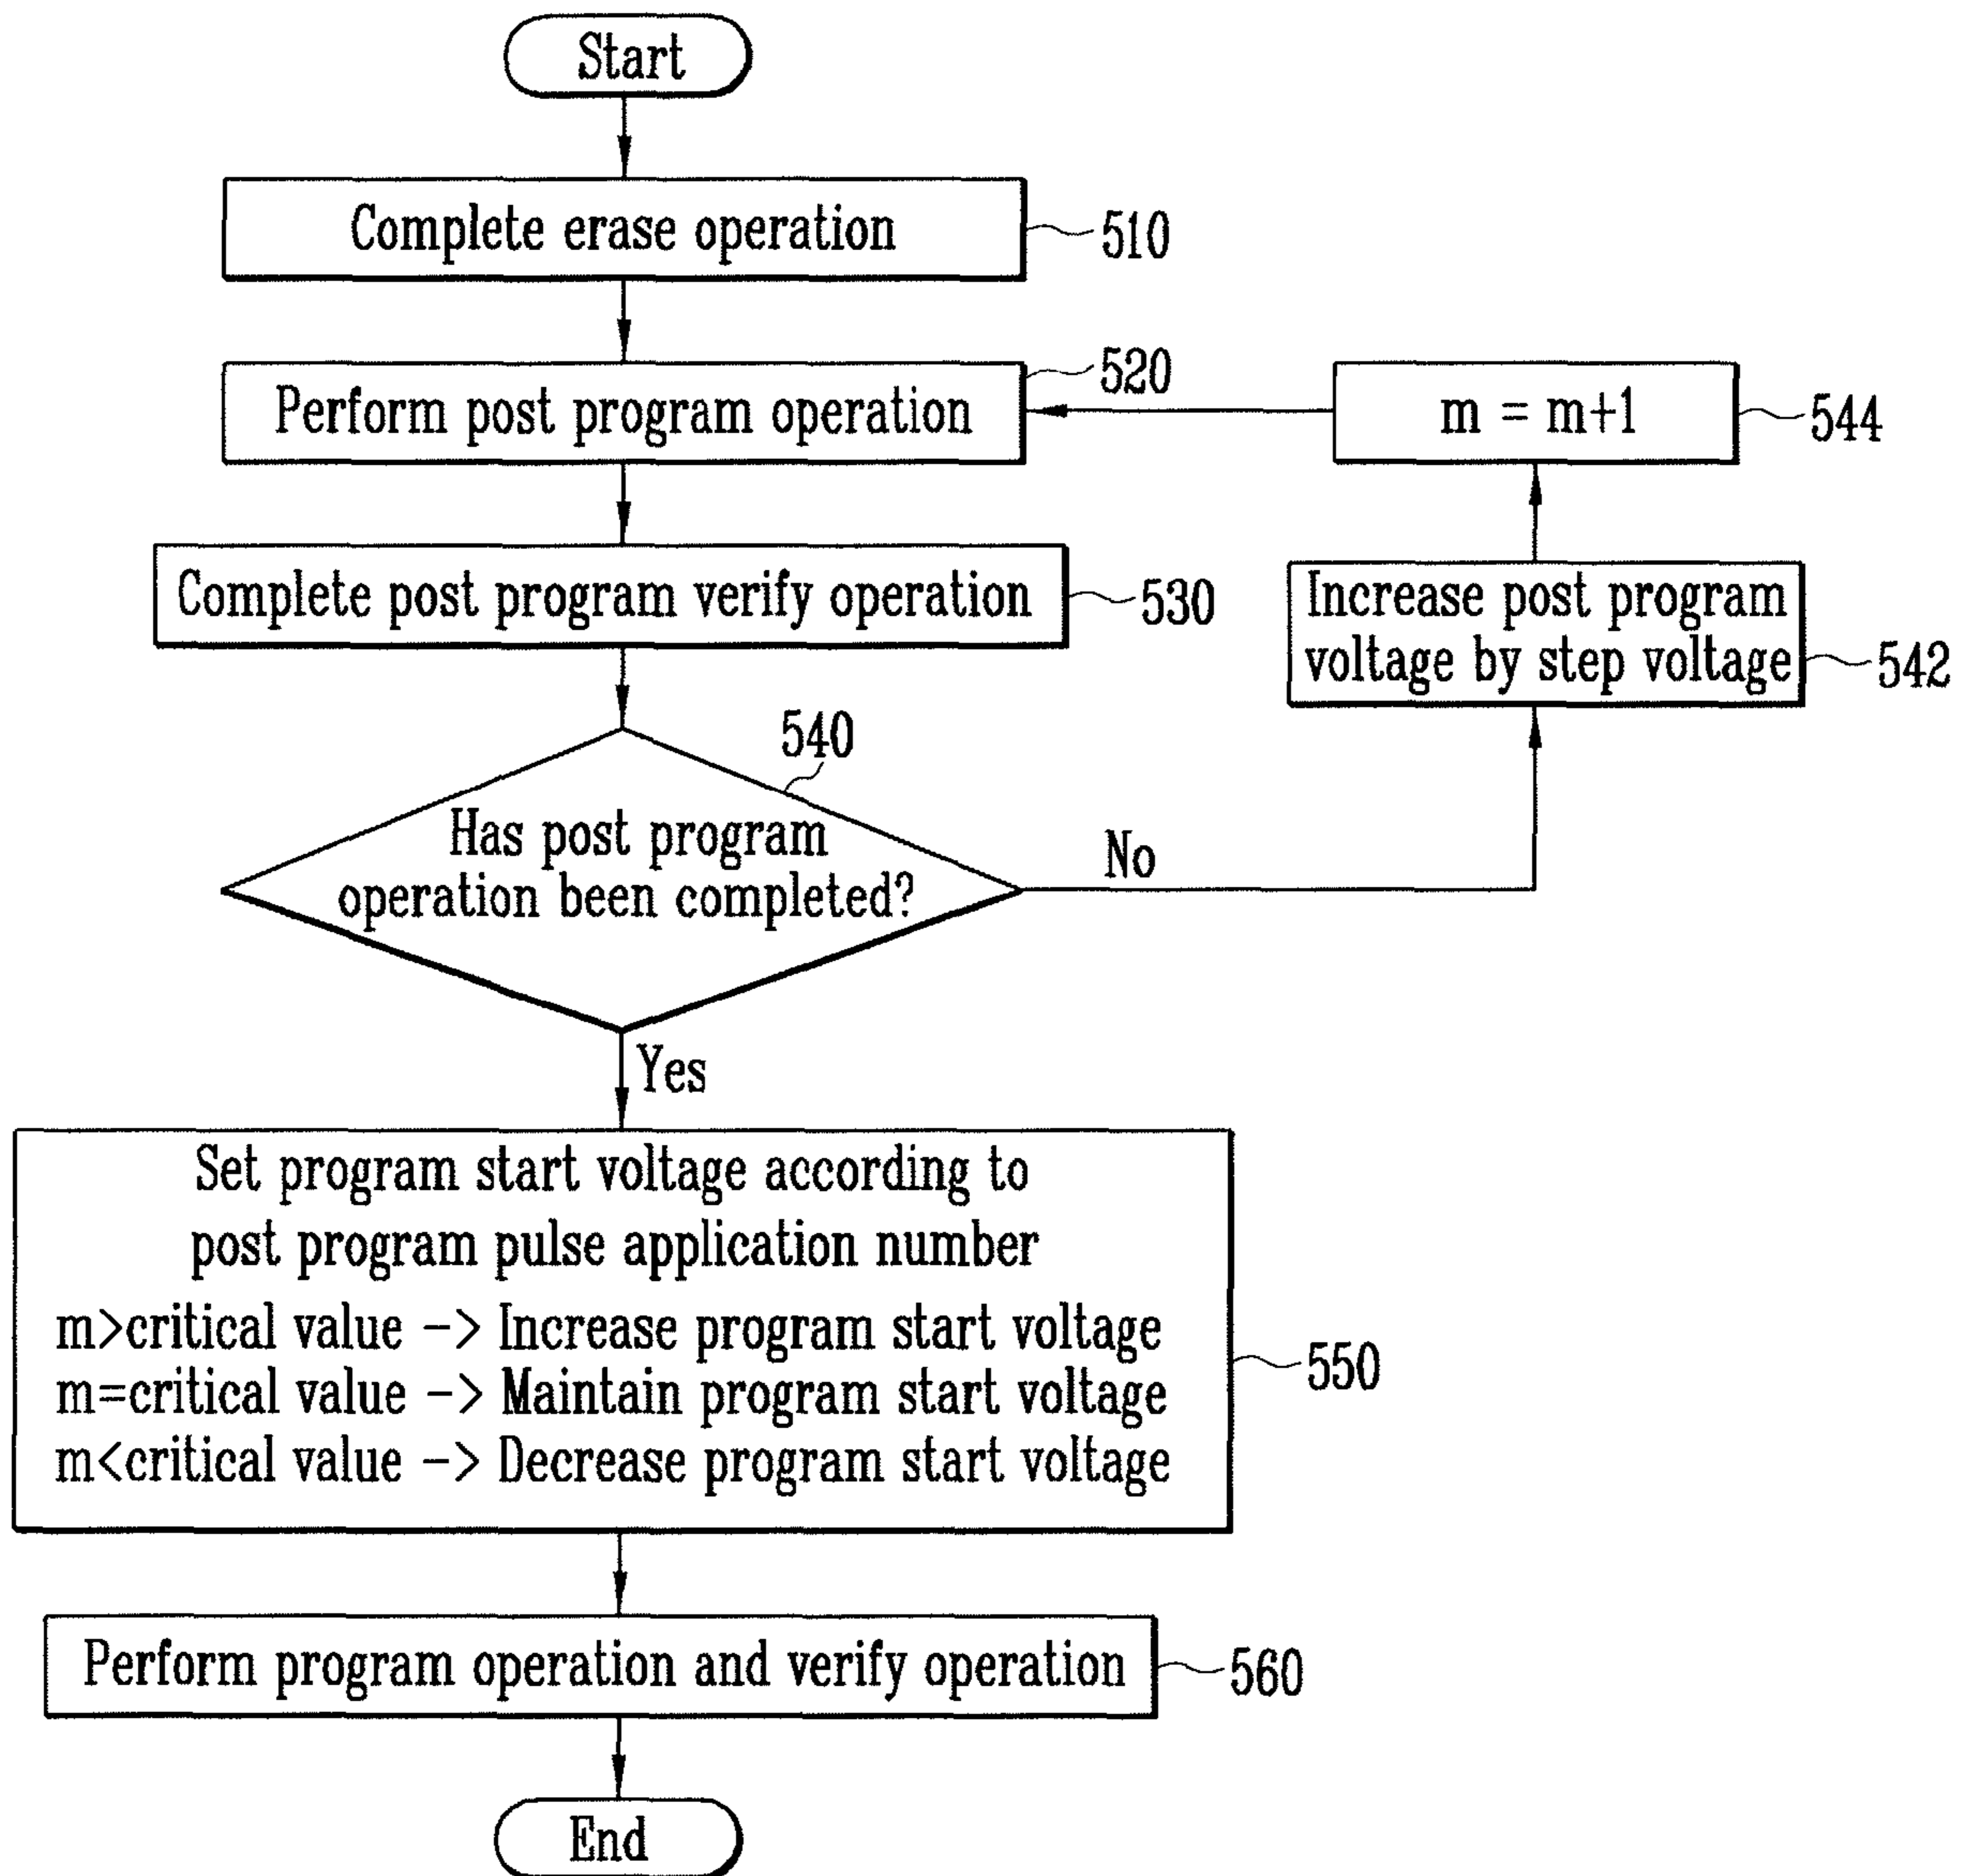 Start
Complete erase operation
510
Perform post program operation
520
m = m+1
544
Complete post program verify operation
530
Increase post program
voltage by step voltage
542
540
Has post program
operation been completed?
No
Yes
Set program start voltage according to
post program pulse application number
m>critical value -> Increase program start voltage
m=critical value -> Maintain program start voltage
m<critical value -> Decrease program start voltage
550
Perform program operation and verify operation
560
End